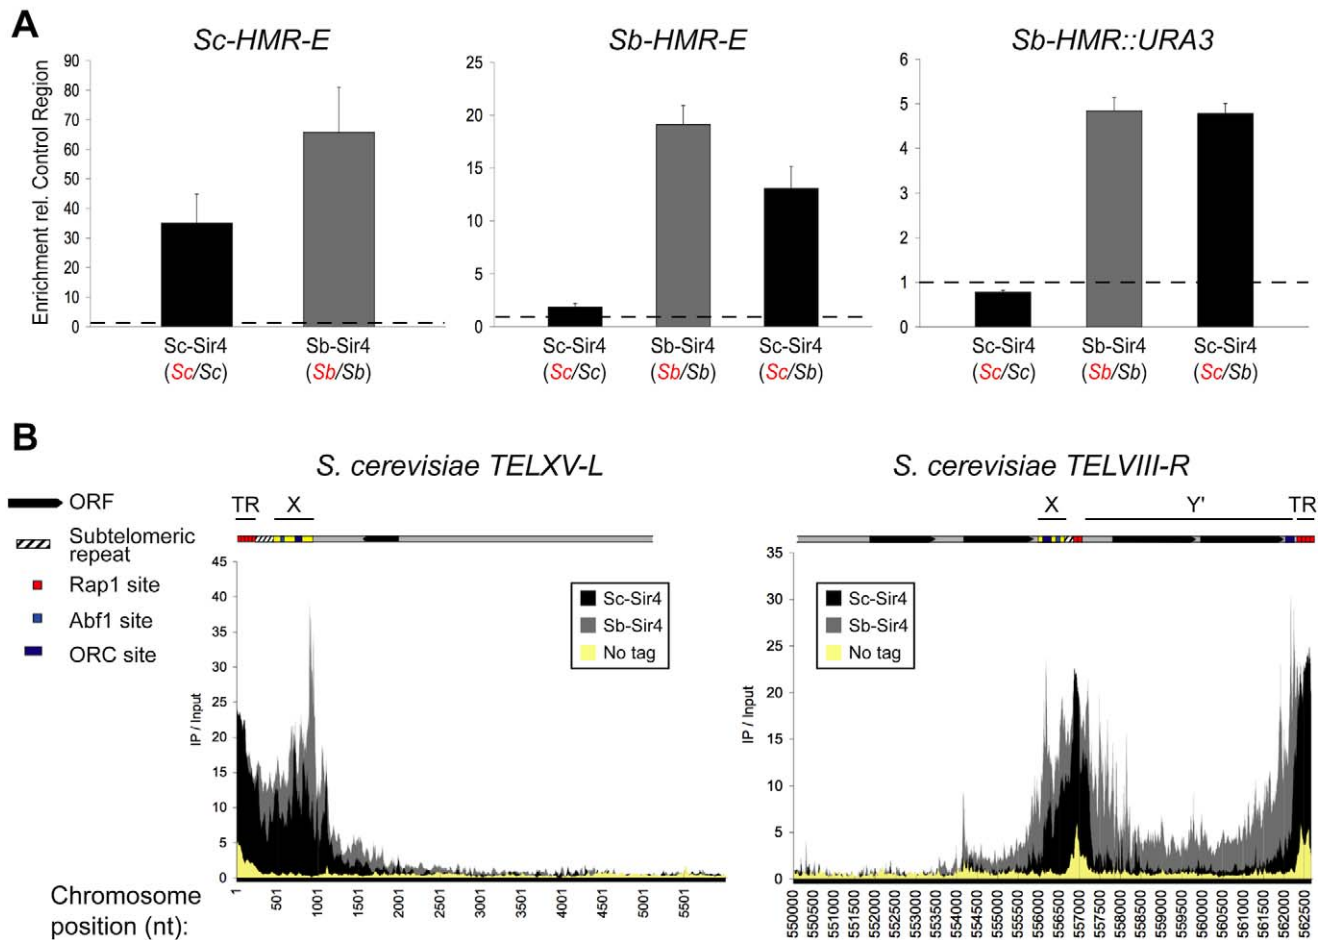 A
Sc-HMR-E
Sb-HMR-E
Sb-HMR::URA3
Enrichment rel. Control Region
90
80
70
60
50
40
30
20
10
0
Sc-Sir4
(Sc/Sc)
Sb-Sir4
(Sb/Sb)
25
20
15
10
5
0
Sc-Sir4
(Sc/Sc)
Sb-Sir4
(Sb/Sb)
Sc-Sir4
(Sc/Sb)
6
5
4
3
2
1
0
Sc-Sir4
(Sc/Sc)
Sb-Sir4
(Sb/Sb)
Sc-Sir4
(Sc/Sb)
B
ORF
Subtelomeric
repeat
Rap1 site
Abf1 site
ORC site
S. cerevisiae TELXV-L
TR
X
IP / Input
45
40
35
30
25
20
15
10
5
0
Sc-Sir4
Sb-Sir4
No tag
Chromosome
position (nt):
1
500
1001
1501
2001
2501
3001
3501
4001
4501
5001
5501
S. cerevisiae TELVIII-R
X
Y'
TR
IP / Input
35
30
25
20
15
10
5
0
Sc-Sir4
Sb-Sir4
No tag
550000
550500
551500
552000
552500
553000
553500
554000
554500
555000
555500
556000
556500
557000
557500
558000
558500
559000
559500
560000
560500
561000
561500
562000
562500